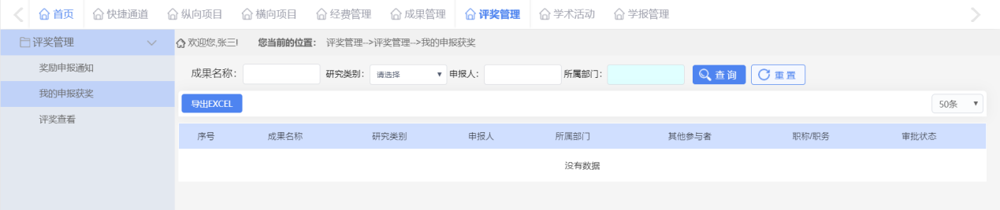 首页 快捷通道 纵向项目 横向项目 经费管理 成果管理 评奖管理 学术活动 学报管理
评奖管理 欢迎您,张三! 您当前的位置： 评奖管理-->评奖管理-->我的申报获奖
奖励申报通知
我的申报获奖
评奖查看
成果名称： 研究类别： 请选择 申报人： 所属部门： 查询 重置
导出EXCEL 50条
序号 成果名称 研究类别 申报人 所属部门 其他参与者 职称/职务 审批状态
没有数据